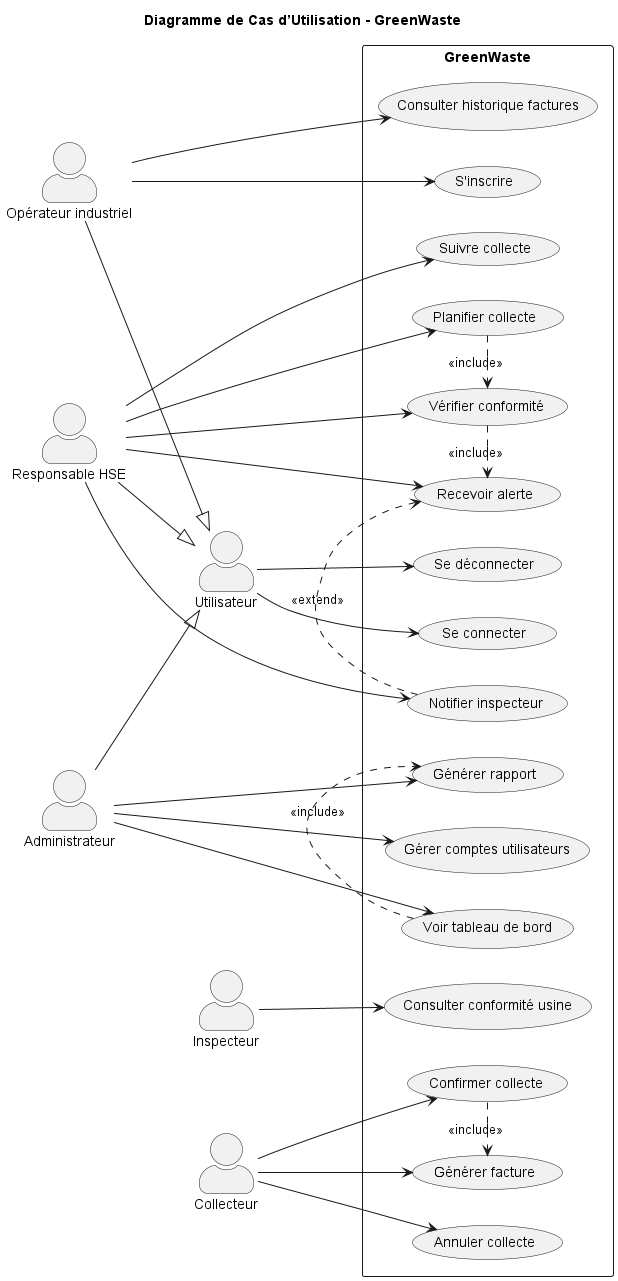 Diagramme de Cas d’Utilisation - GreenWaste
GreenWaste
Consulter historique factures
S'inscrire
Opérateur industriel
Suivre collecte
Planifier collecte
«include»
Vérifier conformité
«include»
Responsable HSE
Recevoir alerte
Se déconnecter
«extend»
Utilisateur
Se connecter
Notifier inspecteur
Générer rapport
«include»
Administrateur
Gérer comptes utilisateurs
Voir tableau de bord
Consulter conformité usine
Inspecteur
Confirmer collecte
«include»
Générer facture
Collecteur
Annuler collecte